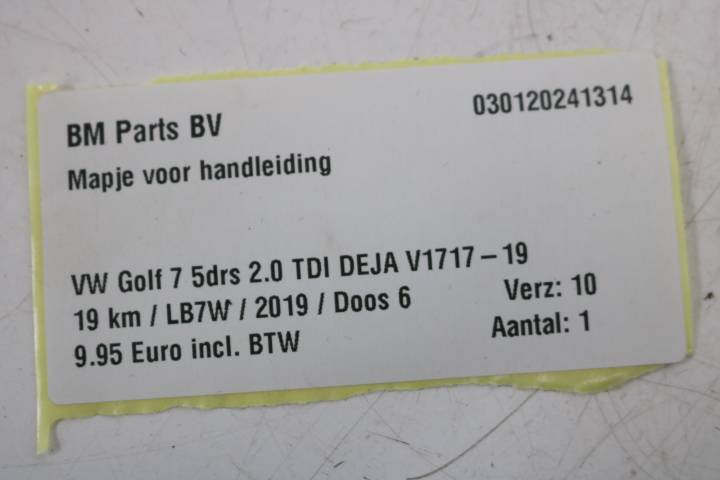 BM Parts BV
030120241314
Mapje voor handleiding
VW Golf 7 5drs 2.0 TDI DEJA V1717 – 19
19 km / LB7W / 2019 / Doos 6
Verz: 10
9.95 Euro incl. BTW
Aantal: 1